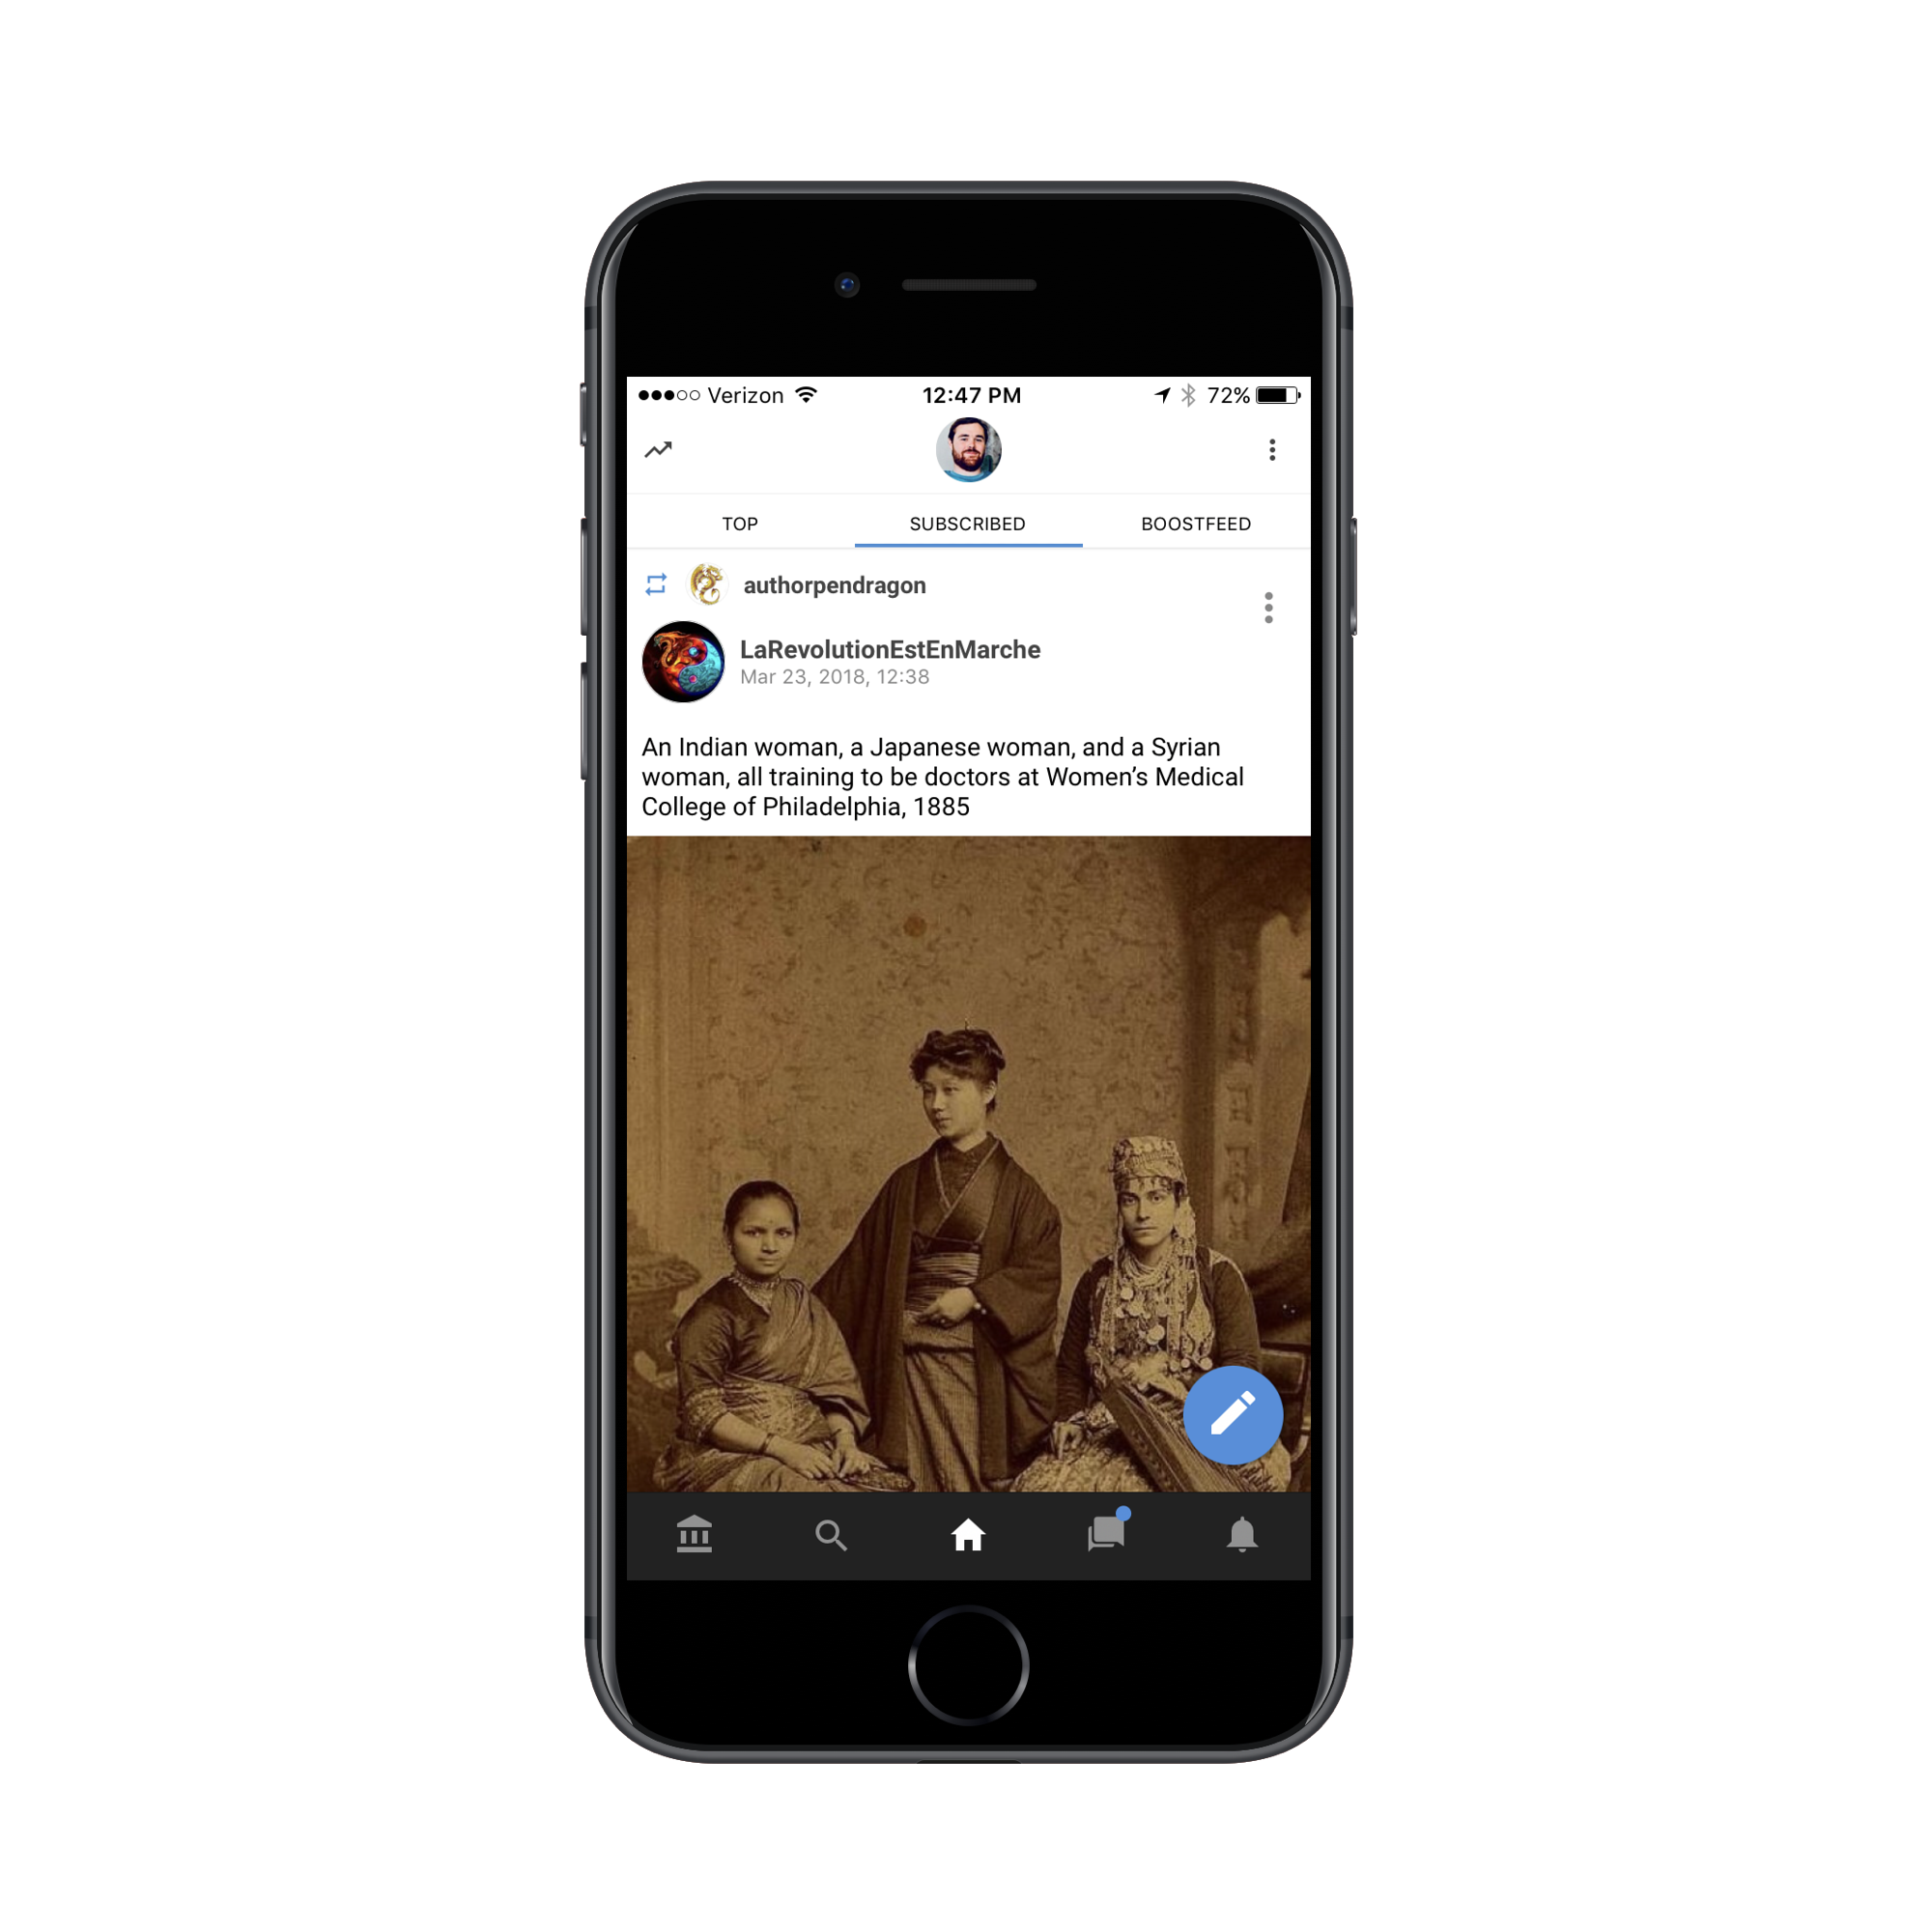 Verizon 12:47 PM 72%
TOP SUBSCRIBED BOOSTFEED
authorpendragon
LaRevolutionEstEnMarche
Mar 23, 2018, 12:38
An Indian woman, a Japanese woman, and a Syrian
woman, all training to be doctors at Women’s Medical
College of Philadelphia, 1885